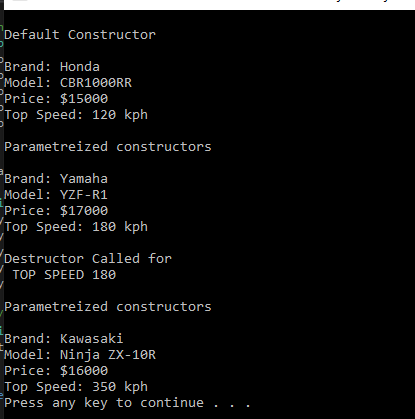 Default Constructor
Brand: Honda
Model: CBR1000RR
Price: $15000
Top Speed: 120 kph
Parametreized constructors
Brand: Yamaha
Model: YZF-R1
Price: $17000
Top Speed: 180 kph
Destructor Called for
TOP SPEED 180
Parametreized constructors
Brand: Kawasaki
Model: Ninja ZX-10R
Price: $16000
Top Speed: 350 kph
Press any key to continue . . .